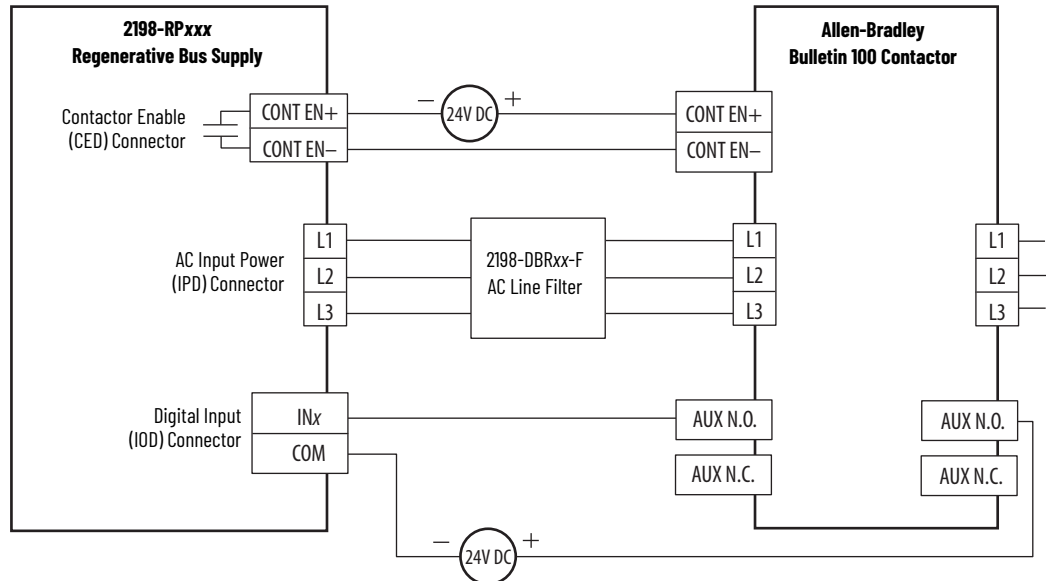 2198-RPxxx
Regenerative Bus Supply
Allen-Bradley
Bulletin 100 Contactor
Contactor Enable
(CED) Connector
CONT EN+
CONT EN–
– 24V DC +
CONT EN+
CONT EN–
AC Input Power
(IPD) Connector
L1
L2
L3
2198-DBRxx-F
AC Line Filter
L1
L2
L3
L1
L2
L3
Digital Input
(IOD) Connector
INx
COM
AUX N.O.
AUX N.C.
AUX N.O.
AUX N.C.
– 24V DC +